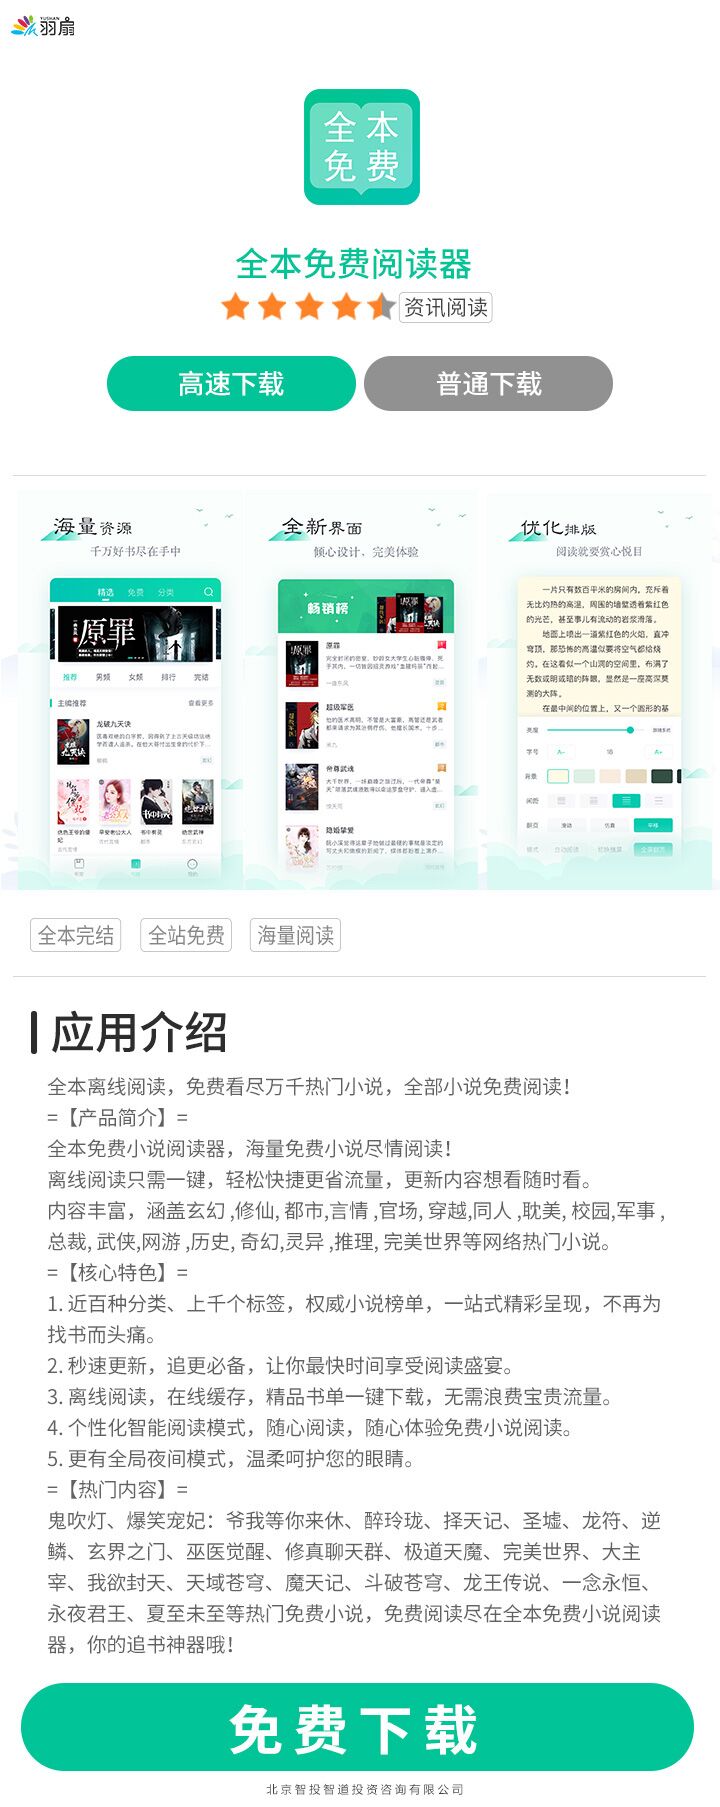 YUSHAN
羽扇
全本
免费
全本免费阅读器
资讯阅读
高速下载 普通下载
海量资源
千万好书尽在手中
精选 免费 分类
原罪
推荐 男频 女频 排行 完结
主编推荐 查看更多
龙破九天诀
绝色王帝的傻妃
早安老公大人
书中有灵
绝世武神
全新界面
倾心设计、完美体验
畅销榜
原罪
一曲东风
超级军医
帝尊武魂
隐婚挚爱
优化排版
阅读就要赏心悦目
一片只有数百平米的房间内，充斥着
无比灼热的高温，周围的墙壁透着紫红色
的光芒，甚至事儿有流动的岩浆滑落。
地面上喷出一道紫红色的火焰，直冲
穹顶，那恐怖的高温似要将空气都给烧
灼。在这看似一个山洞的空间里，布满了
无数或明或暗的阵眼，显然是一座高深莫
测的大阵。
在最中间的位置上，又一个圆形的基
亮度
字号 A- 18 A+
背景
间距
翻页 滑动 仿真 平移
全本完结 全站免费 海量阅读
应用介绍
全本离线阅读，免费看尽万千热门小说，全部小说免费阅读！
=【产品简介】=
全本免费小说阅读器，海量免费小说尽情阅读！
离线阅读只需一键，轻松快捷更省流量，更新内容想看随时看。
内容丰富，涵盖玄幻 ,修仙, 都市,言情 ,官场, 穿越,同人 ,耽美, 校园,军事 ,
总裁, 武侠,网游 ,历史, 奇幻,灵异 ,推理, 完美世界等网络热门小说。
=【核心特色】=
1. 近百种分类、上千个标签，权威小说榜单，一站式精彩呈现，不再为
找书而头痛。
2. 秒速更新，追更必备，让你最快时间享受阅读盛宴。
3. 离线阅读，在线缓存，精品书单一键下载，无需浪费宝贵流量。
4. 个性化智能阅读模式，随心阅读，随心体验免费小说阅读。
5. 更有全局夜间模式，温柔呵护您的眼睛。
=【热门内容】=
鬼吹灯、爆笑宠妃：爷我等你来休、醉玲珑、择天记、圣墟、龙符、逆
鳞、玄界之门、巫医觉醒、修真聊天群、极道天魔、完美世界、大主
宰、我欲封天、天域苍穹、魔天记、斗破苍穹、龙王传说、一念永恒、
永夜君王、夏至未至等热门免费小说，免费阅读尽在全本免费小说阅读
器，你的追书神器哦！
免费下载
北京智投智道投资咨询有限公司